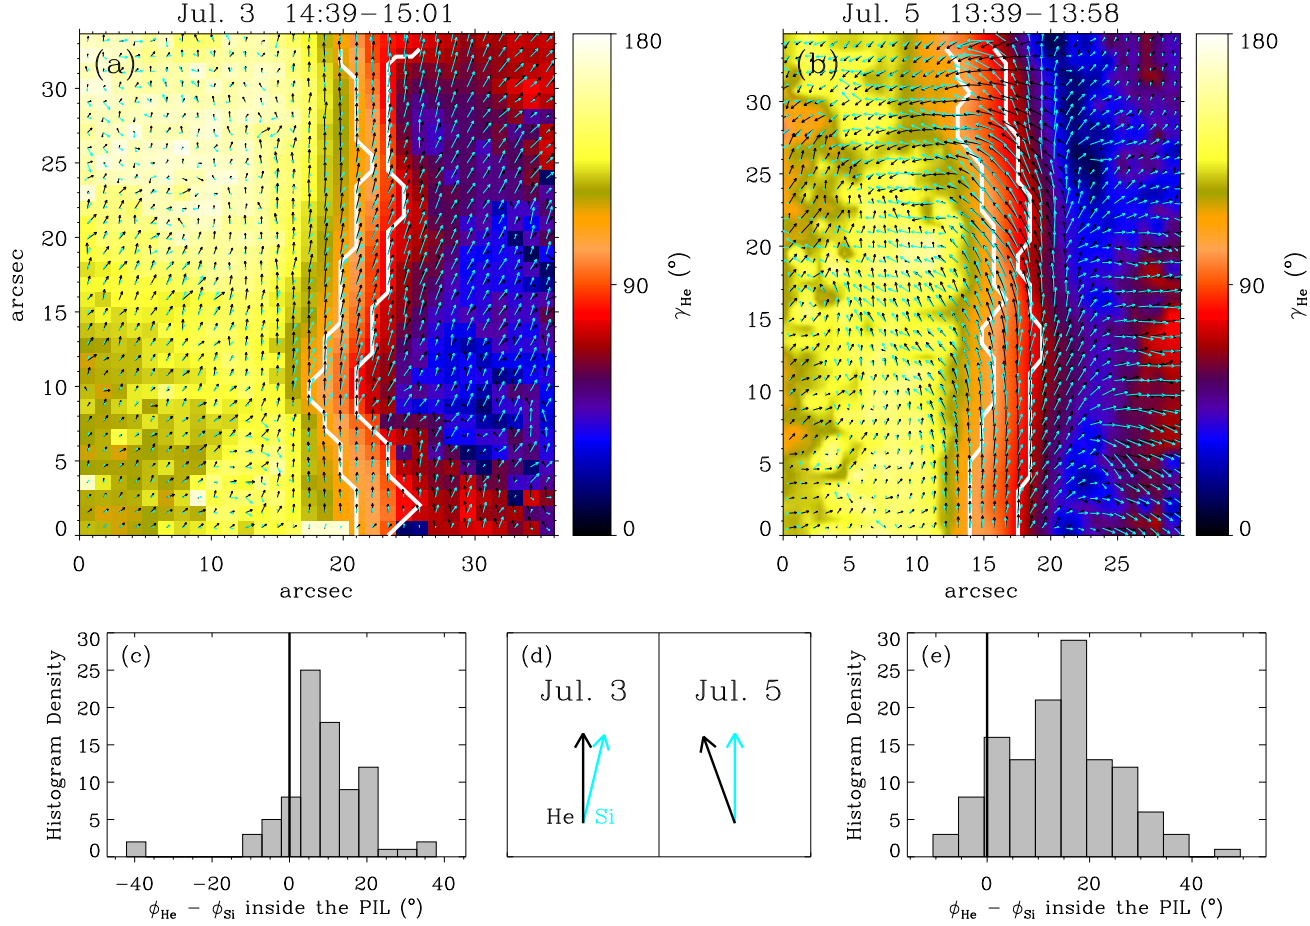 Jul. 3 14:39−15:01
Jul. 5 13:39−13:58
(a)
30
25
20
15
10
5
0
arcsec
0 10 20 30
arcsec
180
90
0
γHe (°)
(b)
30
25
20
15
10
5
0
0 5 10 15 20 25
arcsec
180
90
0
γHe (°)
(c)
30
25
20
15
10
5
0
Histogram Density
−40 −20 0 20 40
ϕHe − ϕSi inside the PIL (°)
(d)
Jul. 3
Jul. 5
He Si
(e)
30
25
20
15
10
5
0
Histogram Density
0 20 40
ϕHe − ϕSi inside the PIL (°)